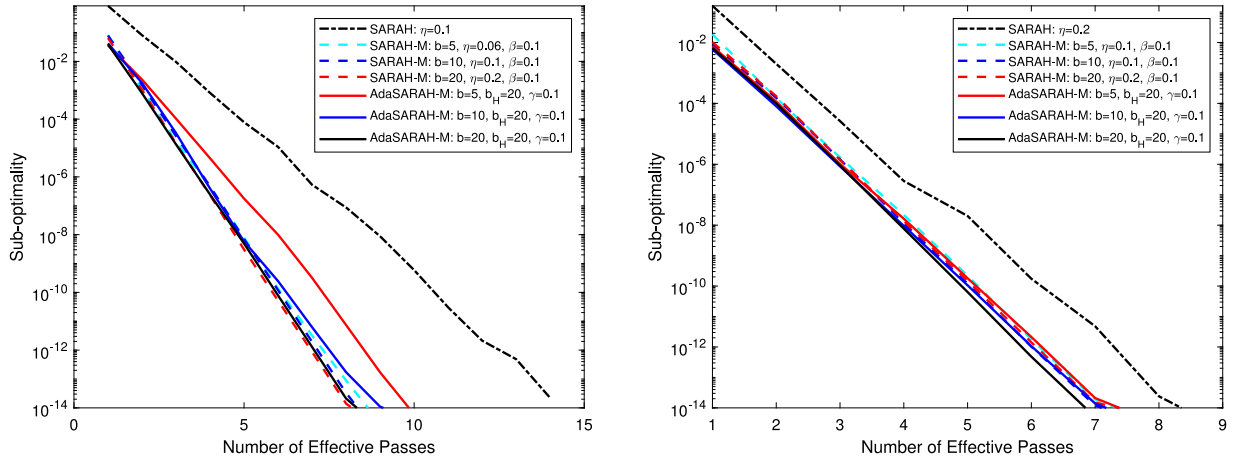 SARAH: η=0.1
SARAH-M: b=5, η=0.06, β=0.1
SARAH-M: b=10, η=0.1, β=0.1
SARAH-M: b=20, η=0.2, β=0.1
AdaSARAH-M: b=5, b_H=20, γ=0.1
AdaSARAH-M: b=10, b_H=20, γ=0.1
AdaSARAH-M: b=20, b_H=20, γ=0.1
10^-2
10^-4
10^-6
10^-8
10^-10
10^-12
10^-14
Sub-optimality
5 10 15
Number of Effective Passes
SARAH: η=0.2
SARAH-M: b=5, η=0.1, β=0.1
SARAH-M: b=10, η=0.1, β=0.1
SARAH-M: b=20, η=0.2, β=0.1
AdaSARAH-M: b=5, b_H=20, γ=0.1
AdaSARAH-M: b=10, b_H=20, γ=0.1
AdaSARAH-M: b=20, b_H=20, γ=0.1
10^-2
10^-4
10^-6
10^-8
10^-10
10^-12
10^-14
Sub-optimality
1 2 3 4 5 6 7 8 9
Number of Effective Passes